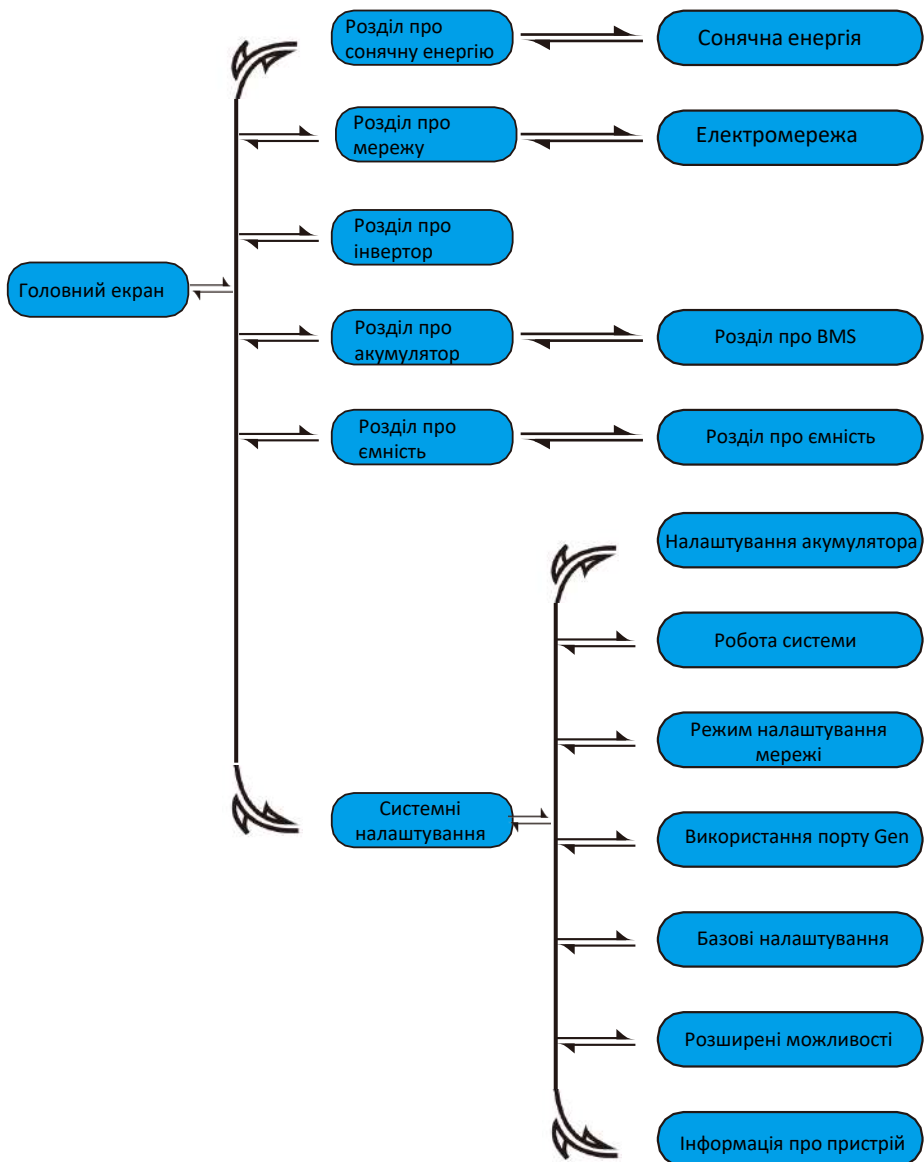 Розділ про
сонячну енергію
Сонячна енергія
Розділ про
мережу
Електромережа
Розділ про
інвертор
Головний екран
Розділ про
акумулятор
Розділ про BMS
Розділ про
ємність
Розділ про ємність
Налаштування акумулятора
Робота системи
Режим налаштування
мережі
Системні
налаштування
Використання порту Gen
Базові налаштування
Розширені можливості
Інформація про пристрій